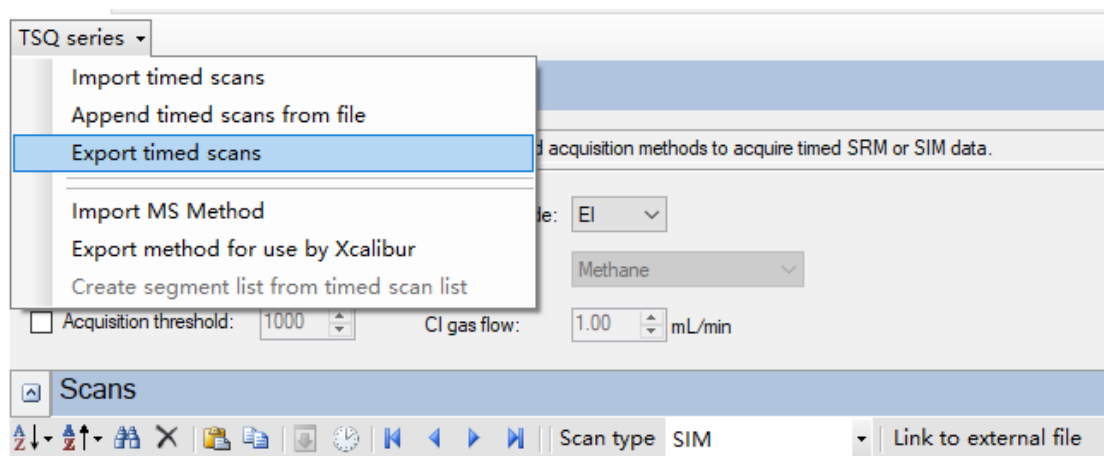 TSQ series
Import timed scans
Append timed scans from file
Export timed scans
d acquisition methods to acquire timed SRM or SIM data.
Import MS Method
de: EI
Export method for use by Xcalibur
Methane
Create segment list from timed scan list
Acquisition threshold: 1000 CI gas flow: 1.00 mL/min
Scans
Scan type SIM Link to external file